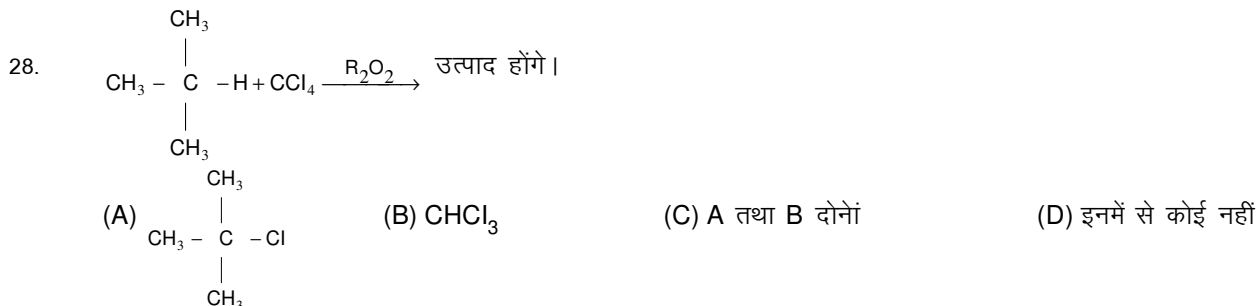 CH₃
28. CH₃ – C – H + CCl₄ R₂O₂ → उत्पाद होंगे।
CH₃
CH₃
(A) CH₃ – C – Cl (B) CHCl₃ (C) A तथा B दोनेां (D) इनमें से कोई नहीं
CH₃